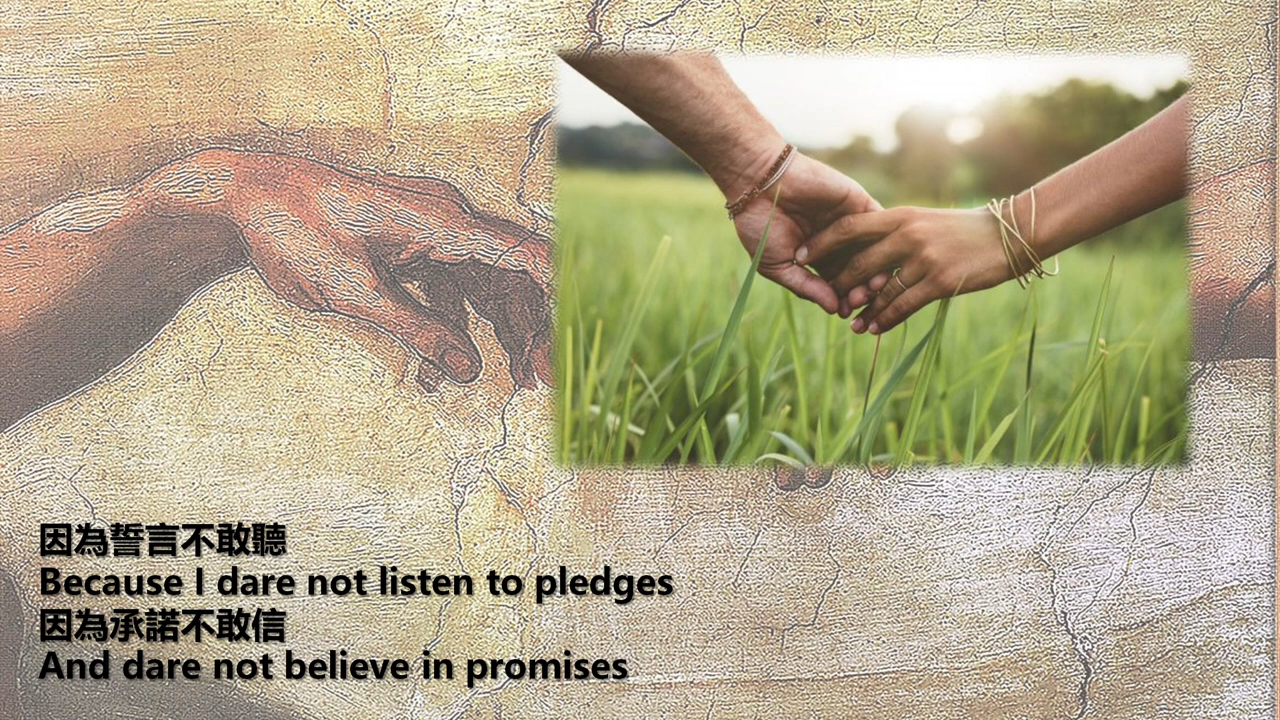 因為誓言不敢聽
Because I dare not listen to pledges
因為承諾不敢信
And dare not believe in promises